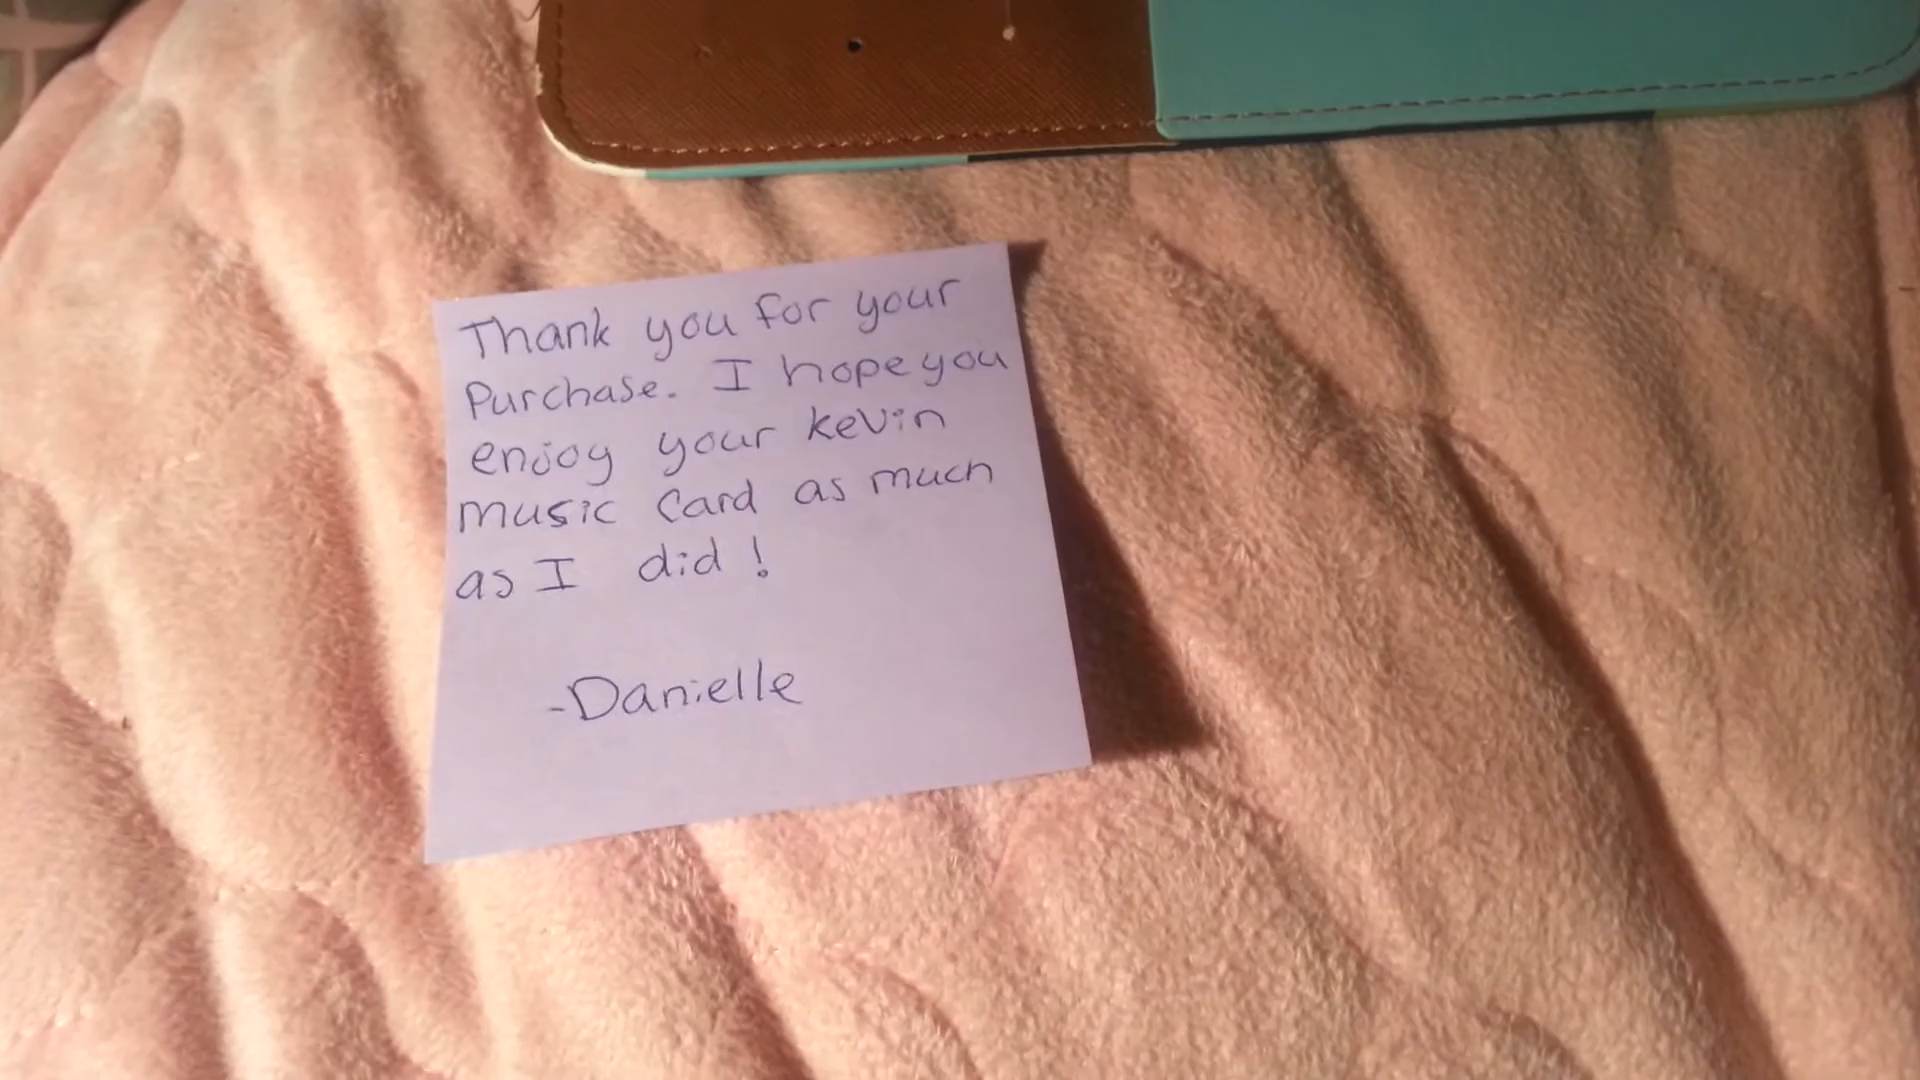 Thank you for your
Purchase. I hope you
enjoy your kevin
music Card as much
as I did!
-Danielle